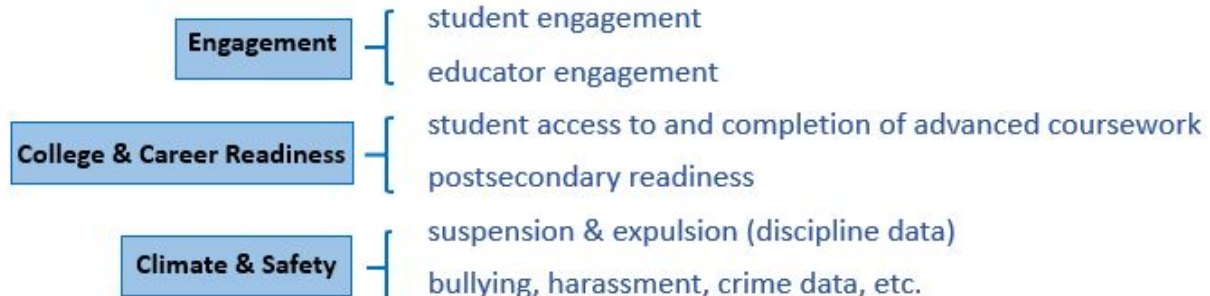 Engagement
student engagement
educator engagement
College & Career Readiness
student access to and completion of advanced coursework
postsecondary readiness
Climate & Safety
suspension & expulsion (discipline data)
bullying, harassment, crime data, etc.